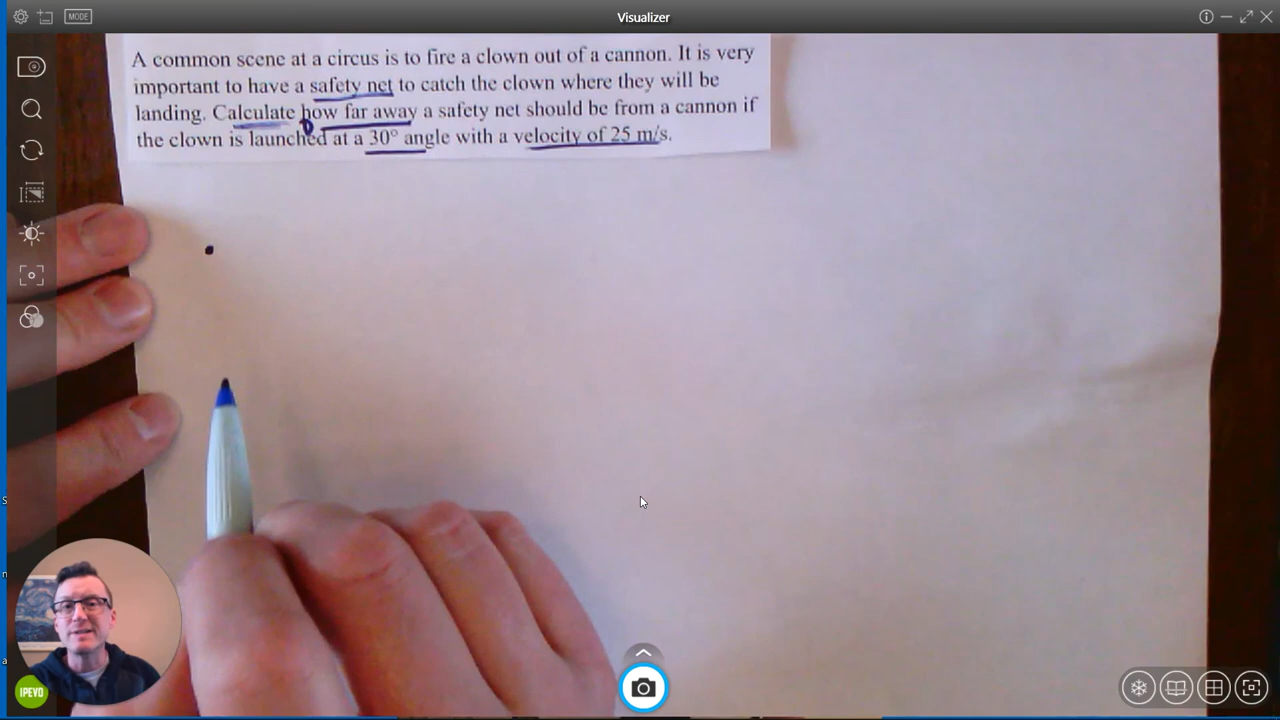 MODE
Visualizer
A common scene at a circus is to fire a clown out of a cannon. It is very
important to have a safety net to catch the clown where they will be
landing. Calculate how far away a safety net should be from a cannon if
the clown is launched at a 30° angle with a velocity of 25 m/s.
IPEVO